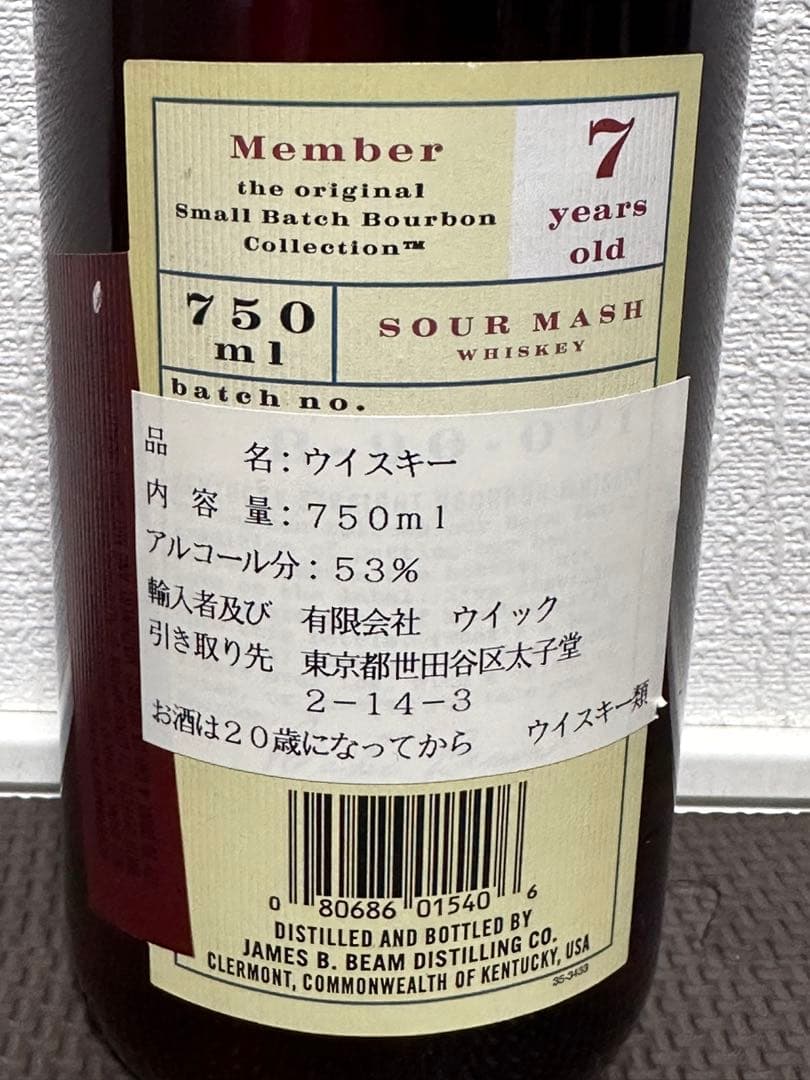 Member
the original
Small Batch Bourbon
Collection™
7
years
old
750
ml
SOUR MASH
WHISKEY
batch no.
品　名：ウイスキー
内容量：７５０ｍｌ
アルコール分：５３％
輸入者及び　有限会社　ウイック
引き取り先　東京都世田谷区太子堂
２－１４－３
お酒は２０歳になってから　ウイスキー類
0 80686 01540 6
DISTILLED AND BOTTLED BY
JAMES B. BEAM DISTILLING CO.
CLERMONT, COMMONWEALTH OF KENTUCKY, USA
35-3433